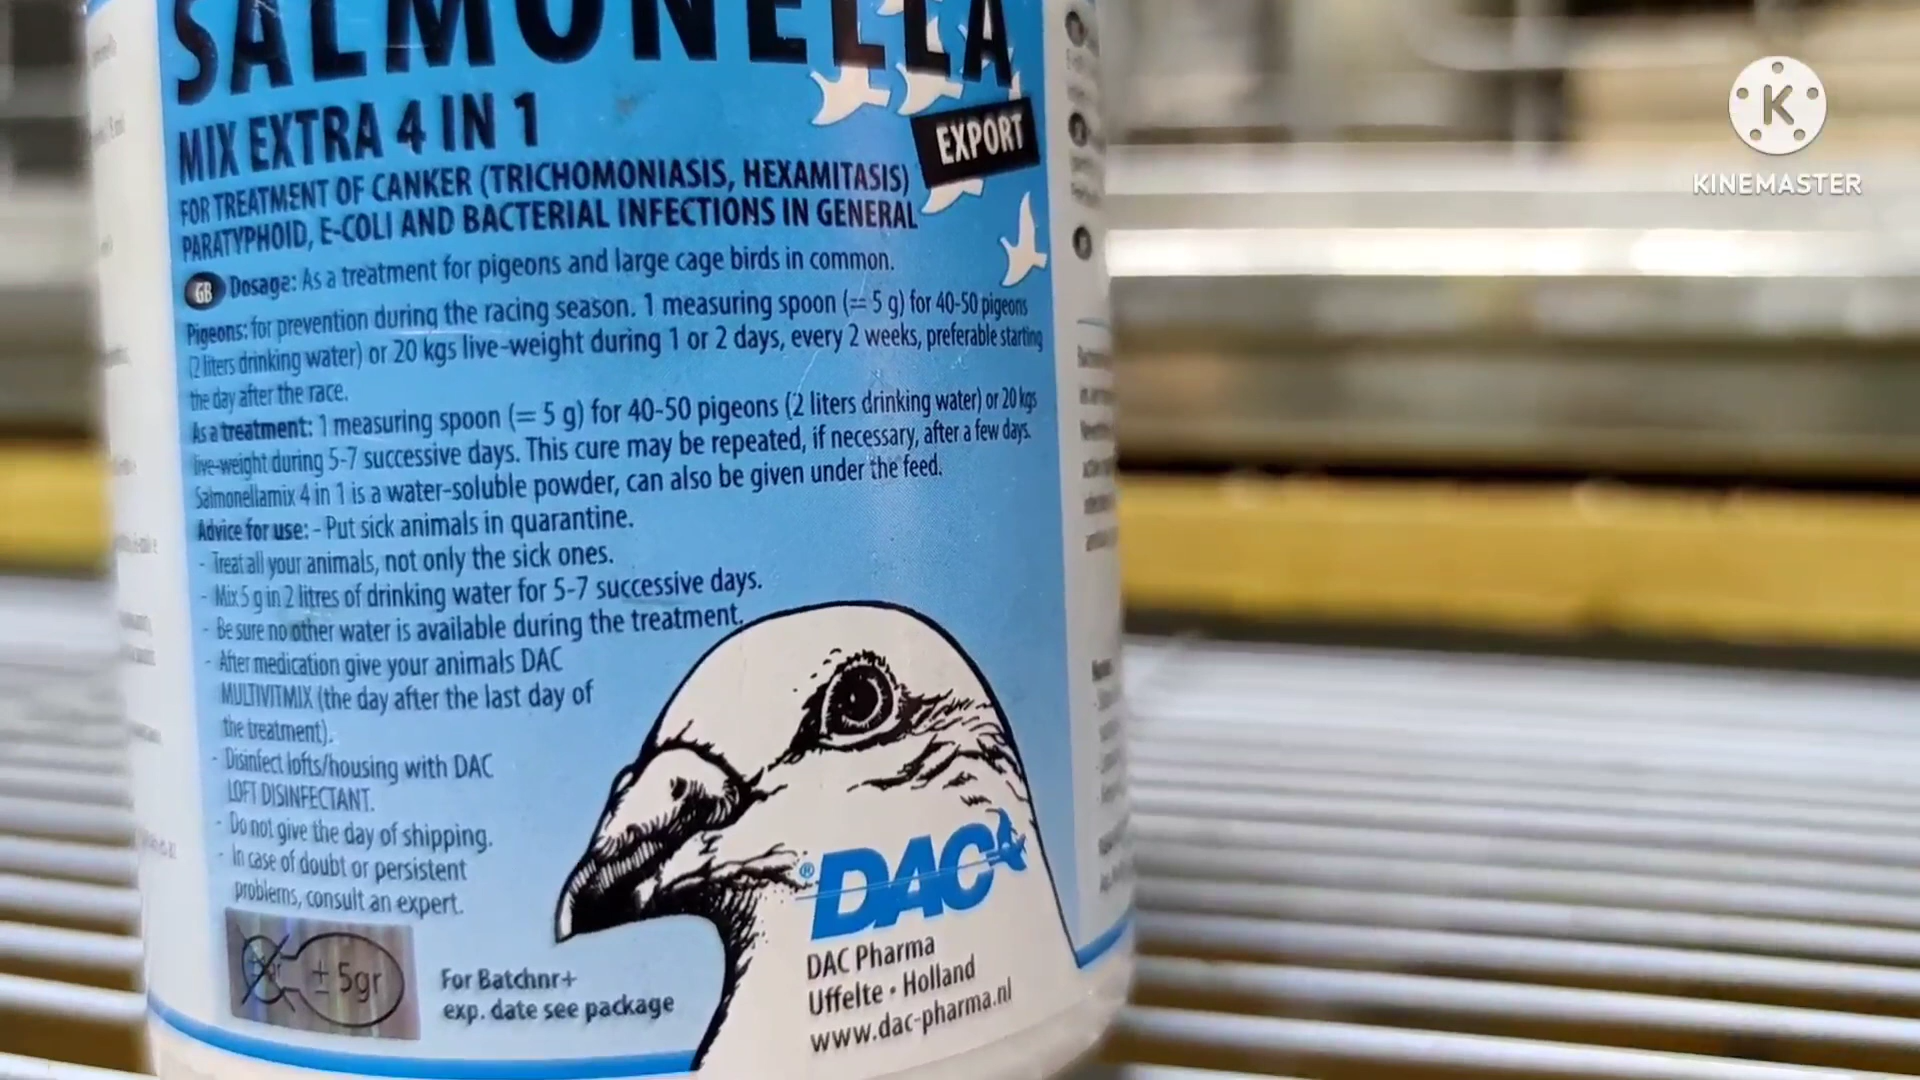 SALMONELLA
MIX EXTRA 4 IN 1
EXPORT
FOR TREATMENT OF CANKER (TRICHOMONIASIS, HEXAMITASIS)
PARATYPHOID, E-COLI AND BACTERIAL INFECTIONS IN GENERAL
GB Dosage: As a treatment for pigeons and large cage birds in common.
Pigeons: for prevention during the racing season. 1 measuring spoon (= 5 g) for 40-50 pigeons
(2 liters drinking water) or 20 kgs live-weight during 1 or 2 days, every 2 weeks, preferable starting
the day after the race.
As a treatment: 1 measuring spoon (= 5 g) for 40-50 pigeons (2 liters drinking water) or 20 kgs
live-weight during 5-7 successive days. This cure may be repeated, if necessary, after a few days.
Salmonellamix 4 in 1 is a water-soluble powder, can also be given under the feed.
Advice for use: - Put sick animals in quarantine.
- Treat all your animals, not only the sick ones.
- Mix 5 g in 2 litres of drinking water for 5-7 successive days.
- Be sure no other water is available during the treatment.
- After medication give your animals DAC
MULTIVITMIX (the day after the last day of
the treatment).
- Disinfect lofts/housing with DAC
LOFT DISINFECTANT.
- Do not give the day of shipping.
- In case of doubt or persistent
problems, consult an expert.
± 5gr
For Batchnr+
exp. date see package
® DAC
DAC Pharma
Uffelte • Holland
www.dac-pharma.nl
K
KINEMASTER